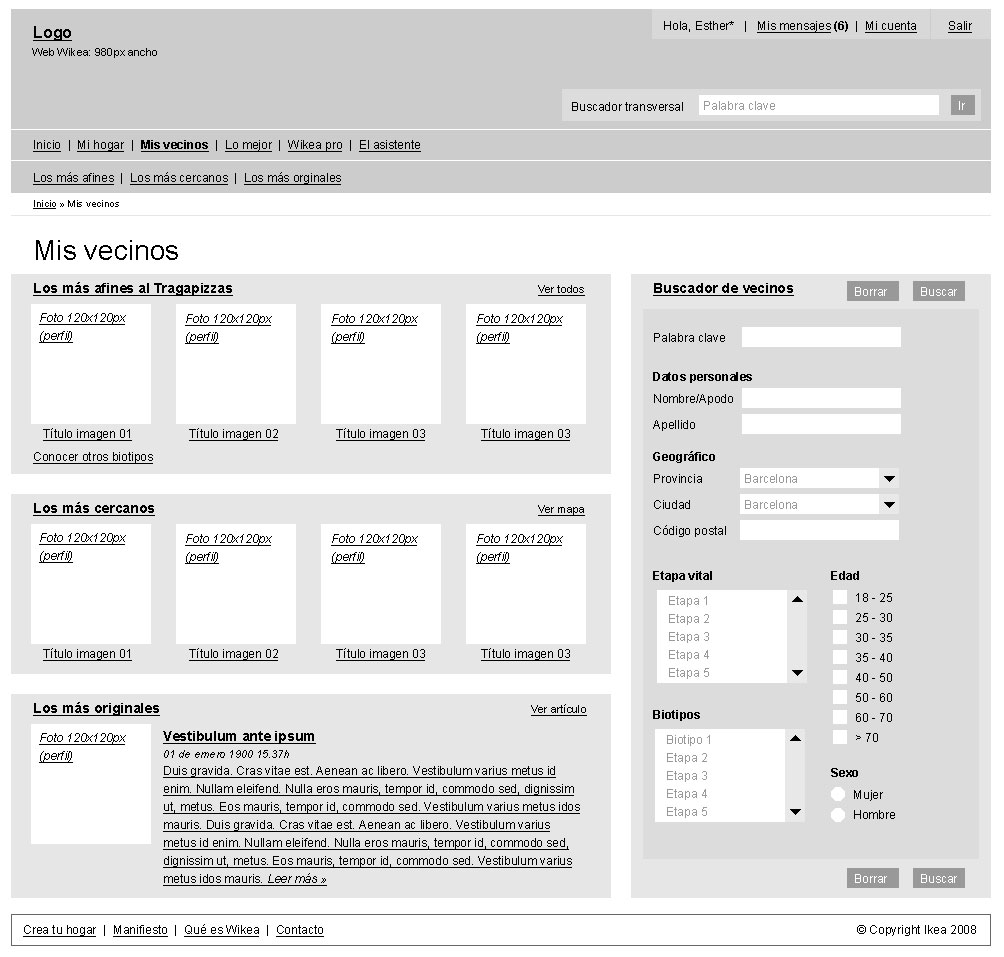 Logo
Web Wikea: 980px ancho
Hola, Esther* | Mis mensajes (6) | Mi cuenta Salir
Buscador transversal Palabra clave Ir
Inicio | Mi hogar | Mis vecinos | Lo mejor | Wikea pro | El asistente
Los más afines | Los más cercanos | Los más orginales
Inicio » Mis vecinos
Mis vecinos
Los más afines al Tragapizzas Ver todos
Foto 120x120px Foto 120x120px Foto 120x120px Foto 120x120px
(perfil) (perfil) (perfil) (perfil)
Título imagen 01 Título imagen 02 Título imagen 03 Título imagen 03
Conocer otros biotipos
Los más cercanos Ver mapa
Foto 120x120px Foto 120x120px Foto 120x120px Foto 120x120px
(perfil) (perfil) (perfil) (perfil)
Título imagen 01 Título imagen 02 Título imagen 03 Título imagen 03
Los más originales Ver artículo
Foto 120x120px
(perfil)
Vestibulum ante ipsum
01 de emero 1900 15.37h
Duis gravida. Cras vitae est. Aenean ac libero. Vestibulum varius metus id
enim. Nullam eleifend. Nulla eros mauris, tempor id, commodo sed, dignissim
ut, metus. Eos mauris, tempor id, commodo sed. Vestibulum varius metus idos
mauris. Duis gravida. Cras vitae est. Aenean ac libero. Vestibulum varius
metus id enim. Nullam eleifend. Nulla eros mauris, tempor id, commodo sed,
dignissim ut, metus. Eos mauris, tempor id, commodo sed. Vestibulum varius
metus idos mauris. Leer más »
Buscador de vecinos Borrar Buscar
Palabra clave
Datos personales
Nombre/Apodo
Apellido
Geográfico
Provincia Barcelona
Ciudad Barcelona
Código postal
Etapa vital
Etapa 1
Etapa 2
Etapa 3
Etapa 4
Etapa 5
Biotipos
Biotipo 1
Etapa 2
Etapa 3
Etapa 4
Etapa 5
Edad
18 - 25
25 - 30
30 - 35
35 - 40
40 - 50
50 - 60
60 - 70
> 70
Sexo
Mujer
Hombre
Borrar Buscar
Crea tu hogar | Manifiesto | Qué es Wikea | Contacto © Copyright Ikea 2008